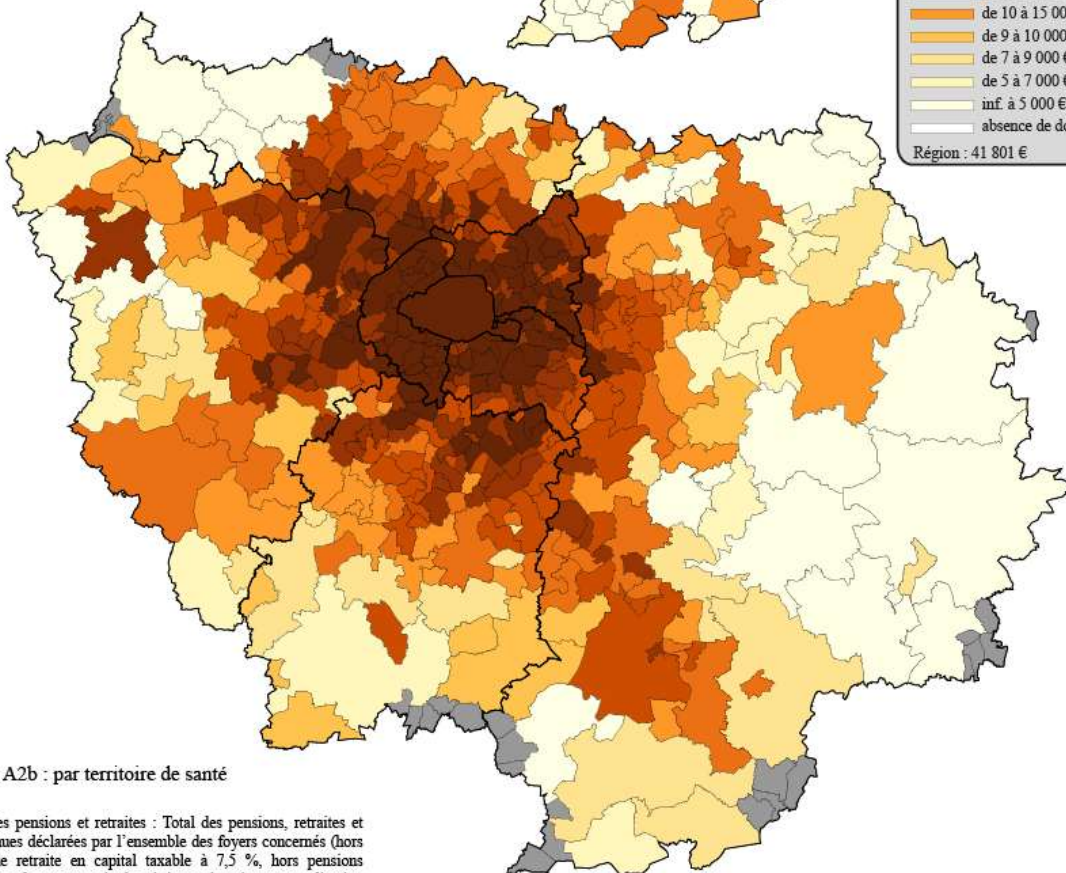 de 10 à 15 00
de 9 à 10 000
de 7 à 9 000 €
de 5 à 7 000 €
inf. à 5 000 €
absence de do
Région : 41 801 €
A2b : par territoire de santé
es pensions et retraites : Total des pensions, retraites et
ues déclarées par l'ensemble des foyers concernés (hors
e retraite en capital taxable à 7,5 %, hors pensions